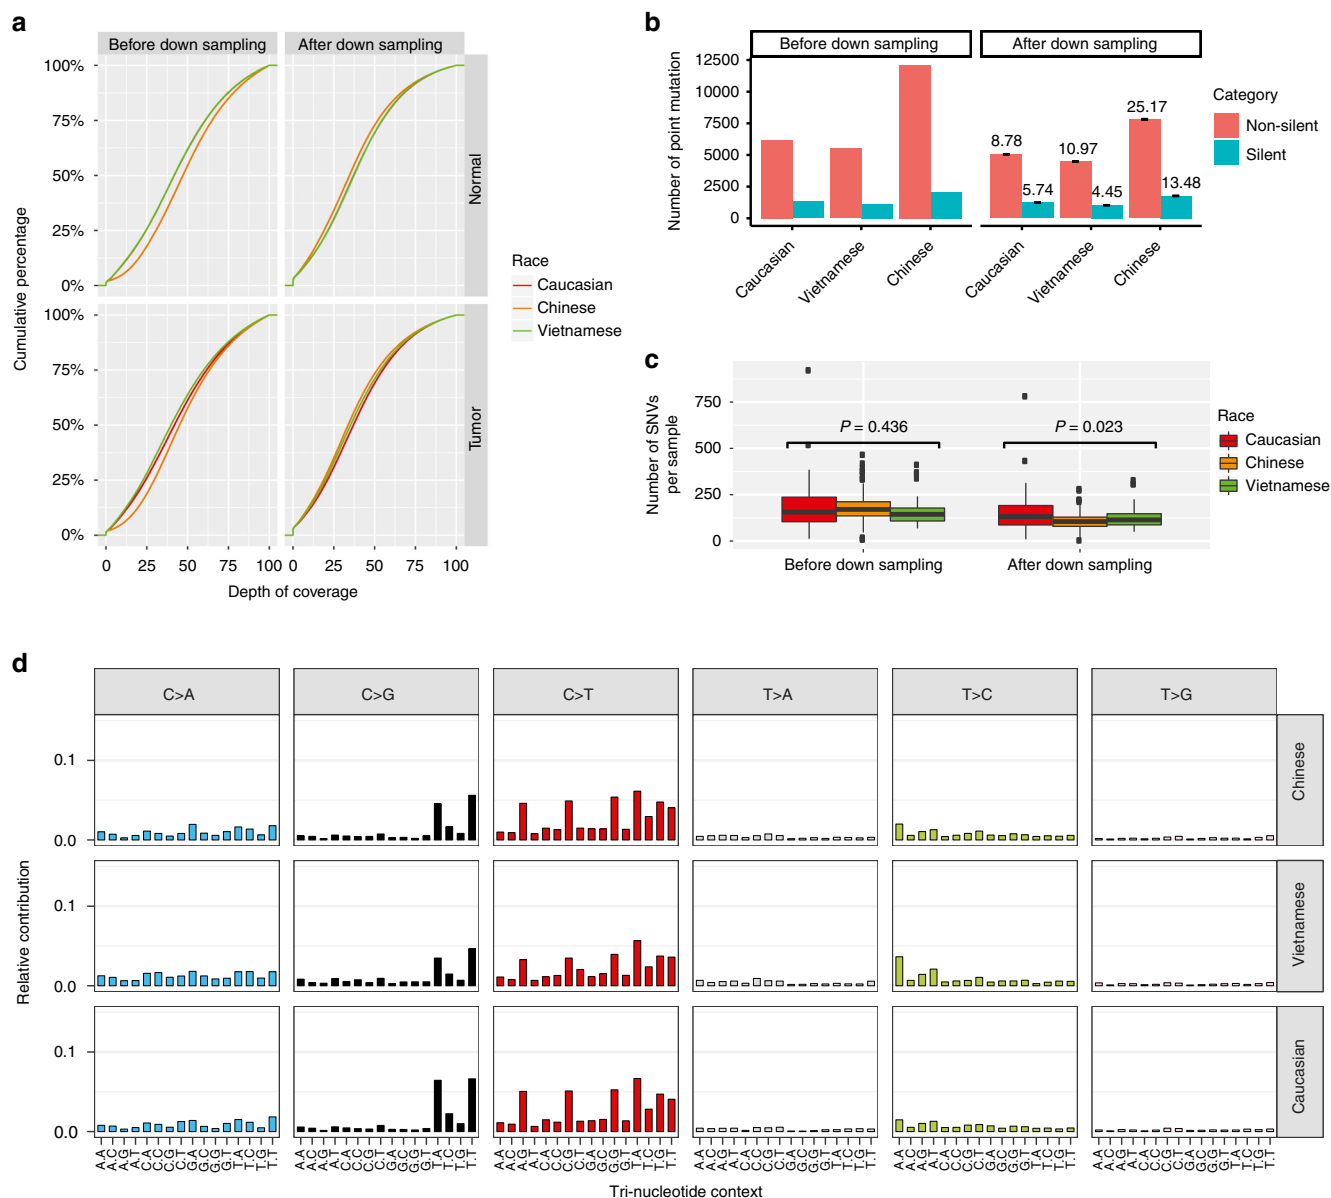 a
Before down sampling
After down sampling
100%
75%
50%
25%
0%
Normal
100%
75%
50%
25%
0%
Tumor
0 25 50 75 100 0 25 50 75 100
Cumulative percentage
Depth of coverage
Race
Caucasian
Chinese
Vietnamese
b
Before down sampling
After down sampling
12500
10000
7500
5000
2500
0
Number of point mutation
8.78
5.74
10.97
4.45
25.17
13.48
Caucasian
Vietnamese
Chinese
Caucasian
Vietnamese
Chinese
Category
Non-silent
Silent
c
750
500
250
0
Number of SNVs
per sample
P = 0.436
P = 0.023
Before down sampling
After down sampling
Race
Caucasian
Chinese
Vietnamese
d
C>A
C>G
C>T
T>A
T>C
T>G
0.1
0.0
Chinese
0.1
0.0
Vietnamese
0.1
0.0
Caucasian
Relative contribution
A.A A.C A.G A.T C.A C.C C.G C.T G.A G.C G.G G.T T.A T.C T.G T.T
A.A A.C A.G A.T C.A C.C C.G C.T G.A G.C G.G G.T T.A T.C T.G T.T
A.A A.C A.G A.T C.A C.C C.G C.T G.A G.C G.G G.T T.A T.C T.G T.T
A.A A.C A.G A.T C.A C.C C.G C.T G.A G.C G.G G.T T.A T.C T.G T.T
A.A A.C A.G A.T C.A C.C C.G C.T G.A G.C G.G G.T T.A T.C T.G T.T
A.A A.C A.G A.T C.A C.C C.G C.T G.A G.C G.G G.T T.A T.C T.G T.T
Tri-nucleotide context